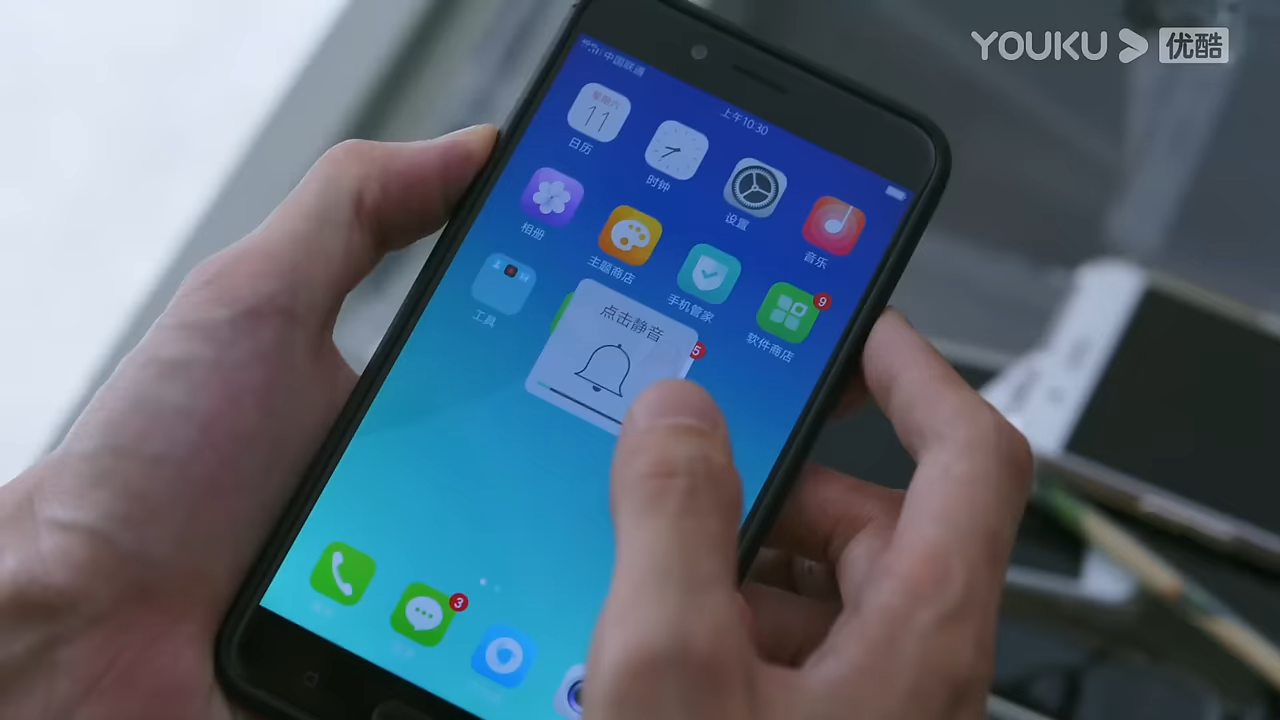 YOUKU 优酷
中国联通
上午10:30
星期六
11
日历
时钟
设置
音乐
相册
主题商店
手机管家
9
软件商店
工具
点击静音
5
3